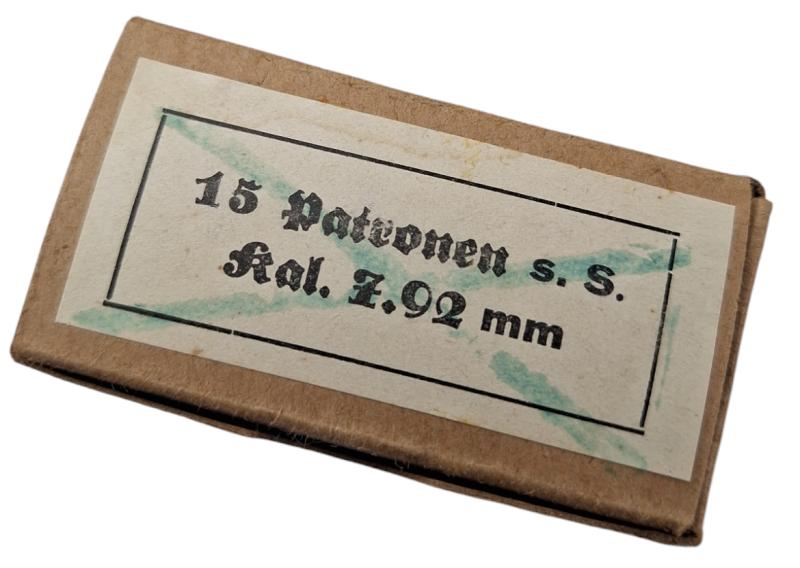 15 Patronen s. S.
Kal. 7.92 mm